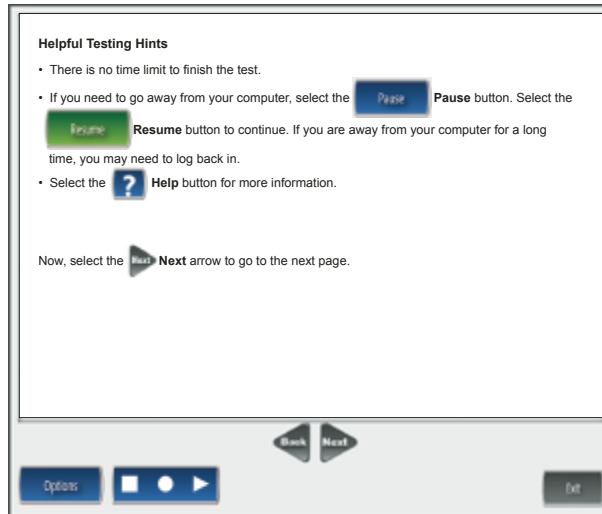 Helpful Testing Hints
• There is no time limit to finish the test.
• If you need to go away from your computer, select the Pause Pause button. Select the
Resume Resume button to continue. If you are away from your computer for a long
time, you may need to log back in.
• Select the ? Help button for more information.
Now, select the Next Next arrow to go to the next page.
Back Next
Options Exit